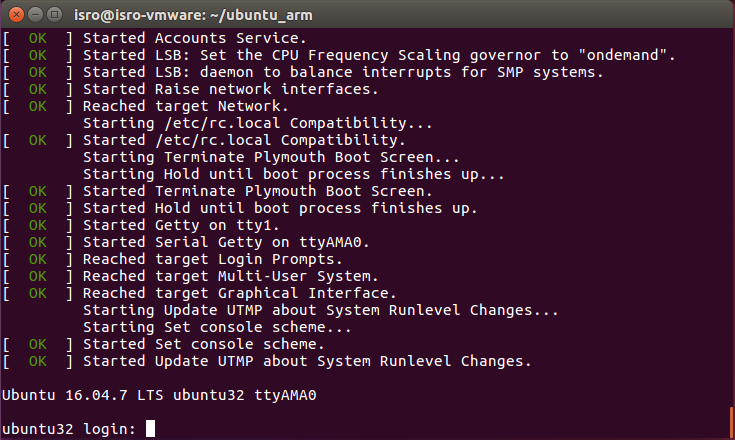 isro@isro-vmware: ~/ubuntu_arm
[  OK  ] Started Accounts Service.
[  OK  ] Started LSB: Set the CPU Frequency Scaling governor to "ondemand".
[  OK  ] Started LSB: daemon to balance interrupts for SMP systems.
[  OK  ] Started Raise network interfaces.
[  OK  ] Reached target Network.
         Starting /etc/rc.local Compatibility...
[  OK  ] Started /etc/rc.local Compatibility.
         Starting Terminate Plymouth Boot Screen...
         Starting Hold until boot process finishes up...
[  OK  ] Started Terminate Plymouth Boot Screen.
[  OK  ] Started Hold until boot process finishes up.
[  OK  ] Started Getty on tty1.
[  OK  ] Started Serial Getty on ttyAMA0.
[  OK  ] Reached target Login Prompts.
[  OK  ] Reached target Multi-User System.
[  OK  ] Reached target Graphical Interface.
         Starting Update UTMP about System Runlevel Changes...
         Starting Set console scheme...
[  OK  ] Started Set console scheme.
[  OK  ] Started Update UTMP about System Runlevel Changes.
Ubuntu 16.04.7 LTS ubuntu32 ttyAMA0
ubuntu32 login: